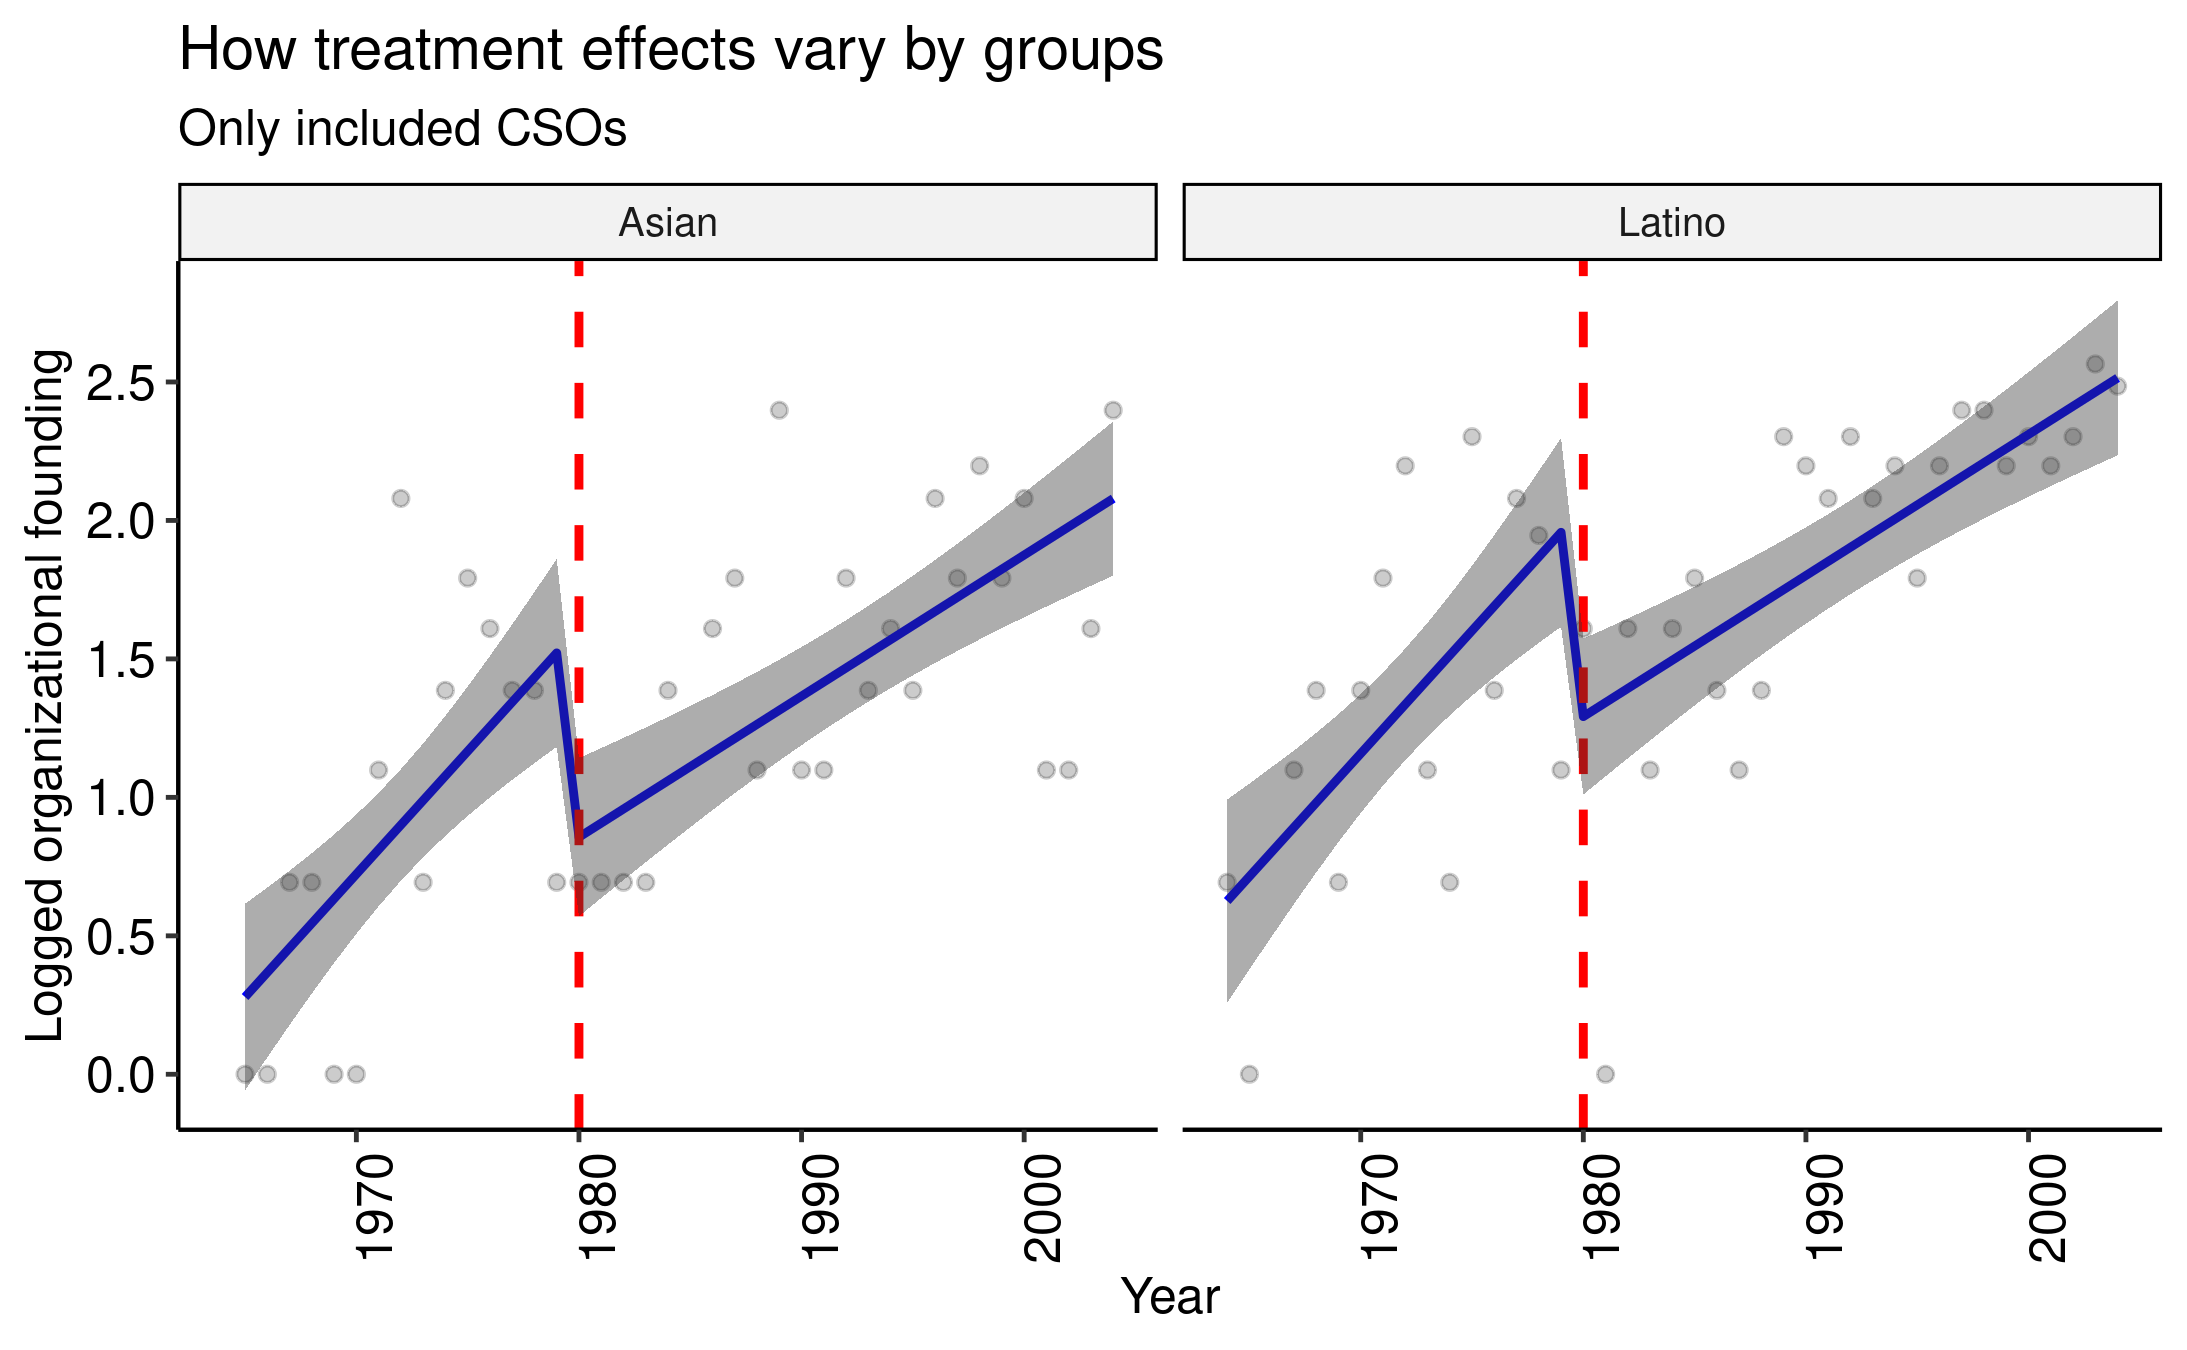 How treatment effects vary by groups
Only included CSOs
Asian
Latino
Logged organizational founding
2.5
2.0
1.5
1.0
0.5
0.0
1970
1980
1990
2000
1970
1980
1990
2000
Year